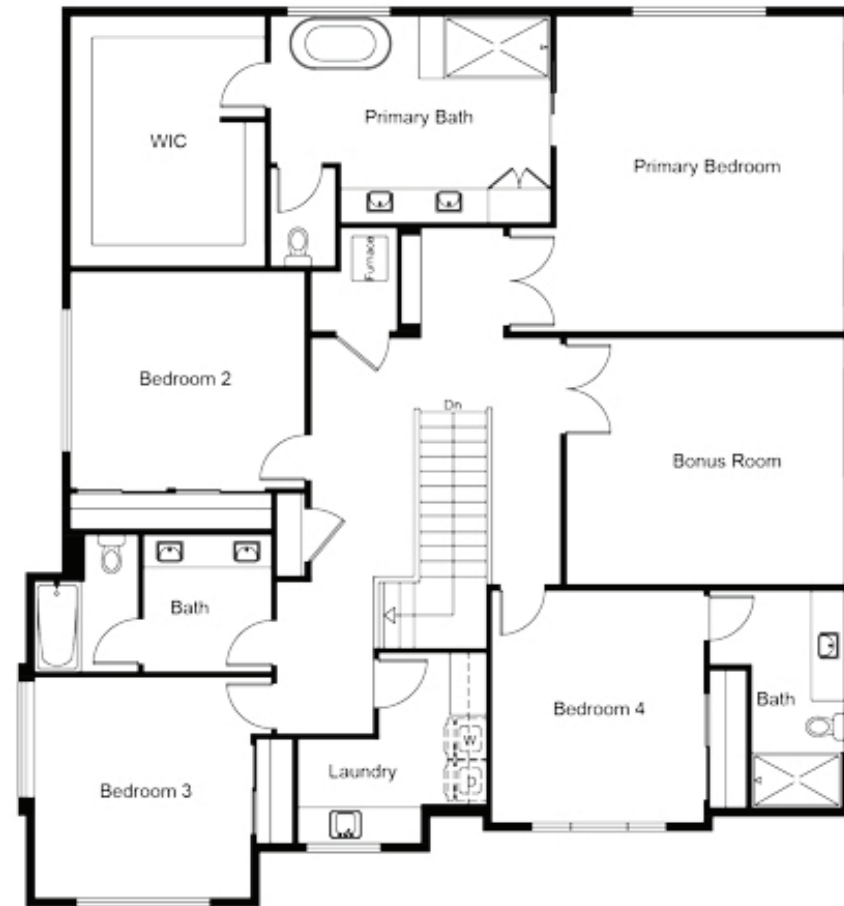 Primary Bath
WIC
Primary Bedroom
Furnace
Bedroom 2
Dn
Bonus Room
Bath
Bath
Bedroom 4
W
Laundry
D
Bedroom 3